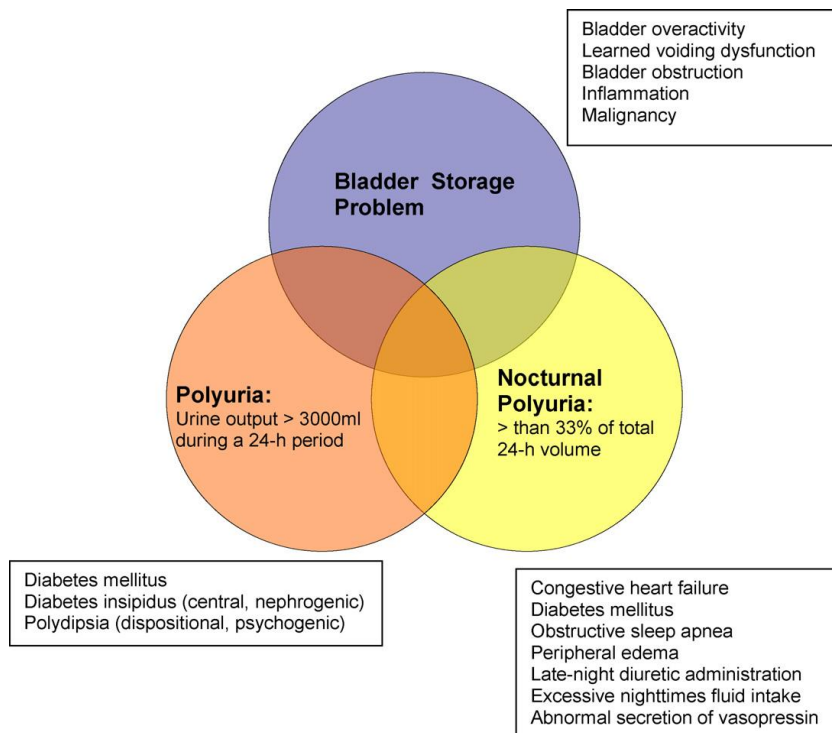 Bladder overactivity
Learned voiding dysfunction
Bladder obstruction
Inflammation
Malignancy
Bladder Storage
Problem
Polyuria:
Urine output > 3000ml
during a 24-h period
Nocturnal
Polyuria:
> than 33% of total
24-h volume
Diabetes mellitus
Diabetes insipidus (central, nephrogenic)
Polydipsia (dispositional, psychogenic)
Congestive heart failure
Diabetes mellitus
Obstructive sleep apnea
Peripheral edema
Late-night diuretic administration
Excessive nighttimes fluid intake
Abnormal secretion of vasopressin